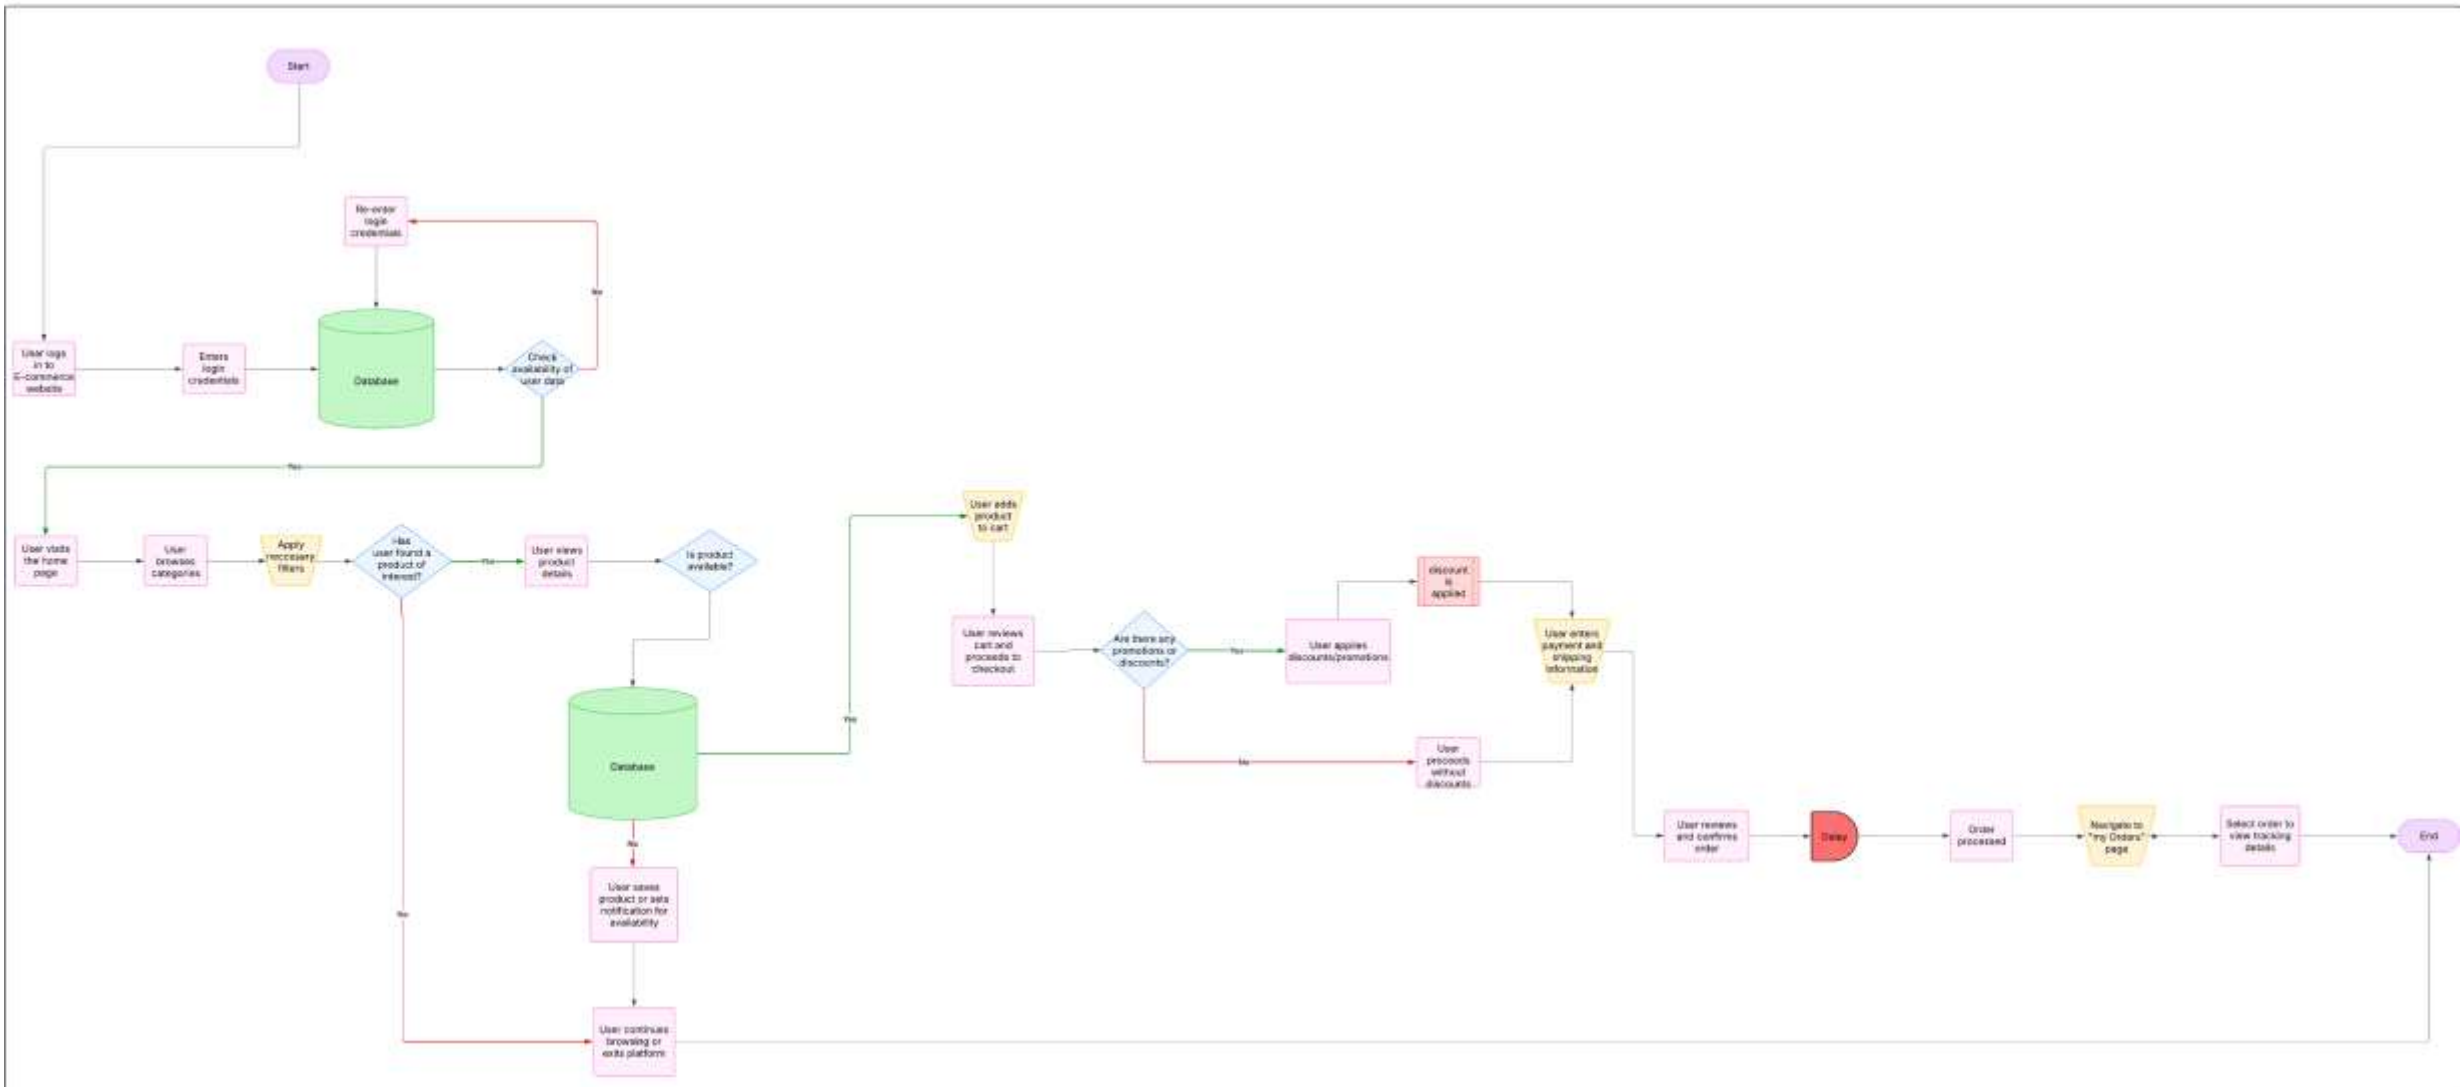 Start
Re-enter
login
credentials
No
User logs
in to
E-commerce
website
Enters
login
credentials
Database
Check
availability of
user data
Yes
User visits
the home
page
User
browses
categories
Apply
neccesary
filters
Has
user found a
product of
interest?
Yes
User views
product
details
Is product
available?
Database
Yes
No
User saves
product or sets
notification for
availability
No
User continues
browsing or
exits platform
User adds
product
to cart
User reviews
cart and
proceeds to
checkout
Are there any
promotions or
discounts?
Yes
User applies
discounts/promotions
discount
is
applied
No
User
proceeds
without
discounts
User enters
payment and
shipping
information
User reviews
and confirms
order
Delay
Order
processed
Navigate to
"my Orders"
page
Select order to
view tracking
details
End